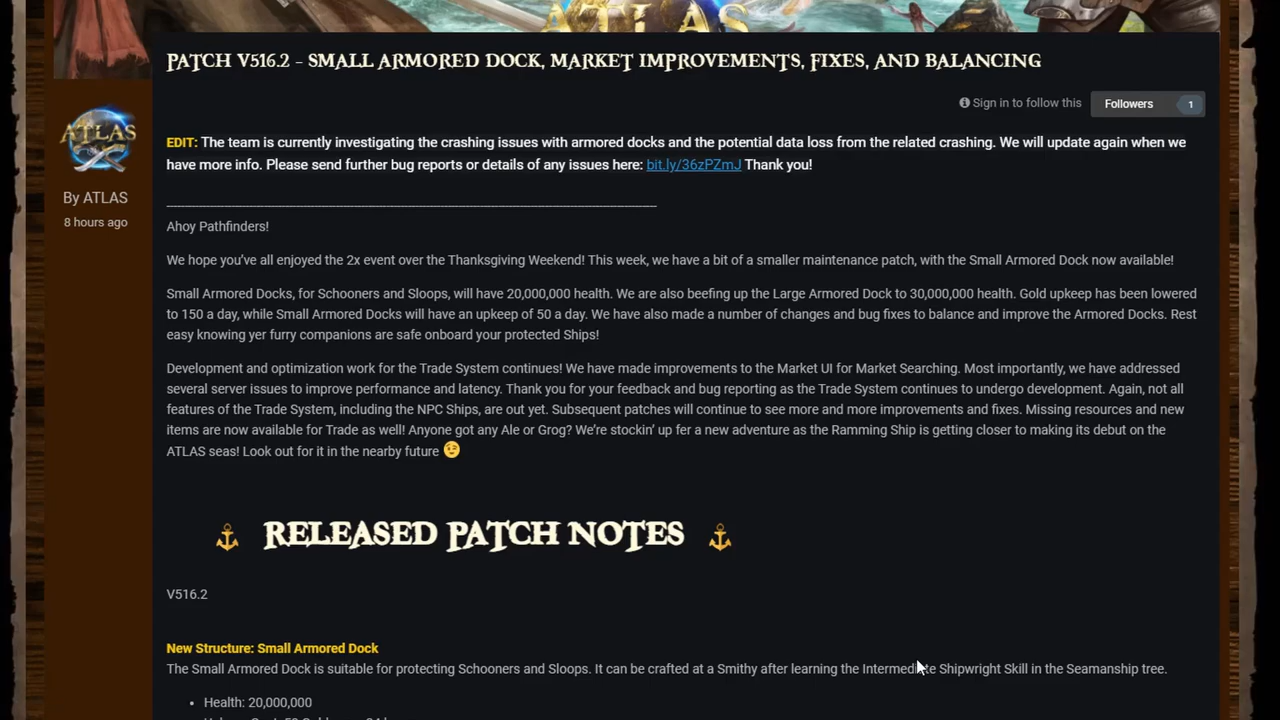 ATLAS
PATCH V516.2 – SMALL ARMORED DOCK, MARKET IMPROVEMENTS, FIXES, AND BALANCING
Sign in to follow this
Followers 1
ATLAS
By ATLAS
8 hours ago
EDIT: The team is currently investigating the crashing issues with armored docks and the potential data loss from the related crashing. We will update again when we
have more info. Please send further bug reports or details of any issues here: bit.ly/36zPZmJ Thank you!
Ahoy Pathfinders!
We hope you've all enjoyed the 2x event over the Thanksgiving Weekend! This week, we have a bit of a smaller maintenance patch, with the Small Armored Dock now available!
Small Armored Docks, for Schooners and Sloops, will have 20,000,000 health. We are also beefing up the Large Armored Dock to 30,000,000 health. Gold upkeep has been lowered
to 150 a day, while Small Armored Docks will have an upkeep of 50 a day. We have also made a number of changes and bug fixes to balance and improve the Armored Docks. Rest
easy knowing yer furry companions are safe onboard your protected Ships!
Development and optimization work for the Trade System continues! We have made improvements to the Market UI for Market Searching. Most importantly, we have addressed
several server issues to improve performance and latency. Thank you for your feedback and bug reporting as the Trade System continues to undergo development. Again, not all
features of the Trade System, including the NPC Ships, are out yet. Subsequent patches will continue to see more and more improvements and fixes. Missing resources and new
items are now available for Trade as well! Anyone got any Ale or Grog? We're stockin' up fer a new adventure as the Ramming Ship is getting closer to making its debut on the
ATLAS seas! Look out for it in the nearby future 😉
RELEASED PATCH NOTES
V516.2
New Structure: Small Armored Dock
The Small Armored Dock is suitable for protecting Schooners and Sloops. It can be crafted at a Smithy after learning the Intermediate Shipwright Skill in the Seamanship tree.
• Health: 20,000,000